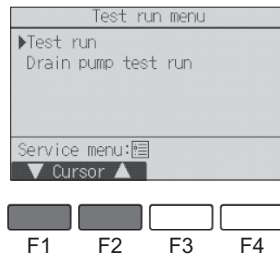 Test run menu
▶Test run
Drain pump test run
Service menu:
▼ Cursor ▲
F1 F2 F3 F4